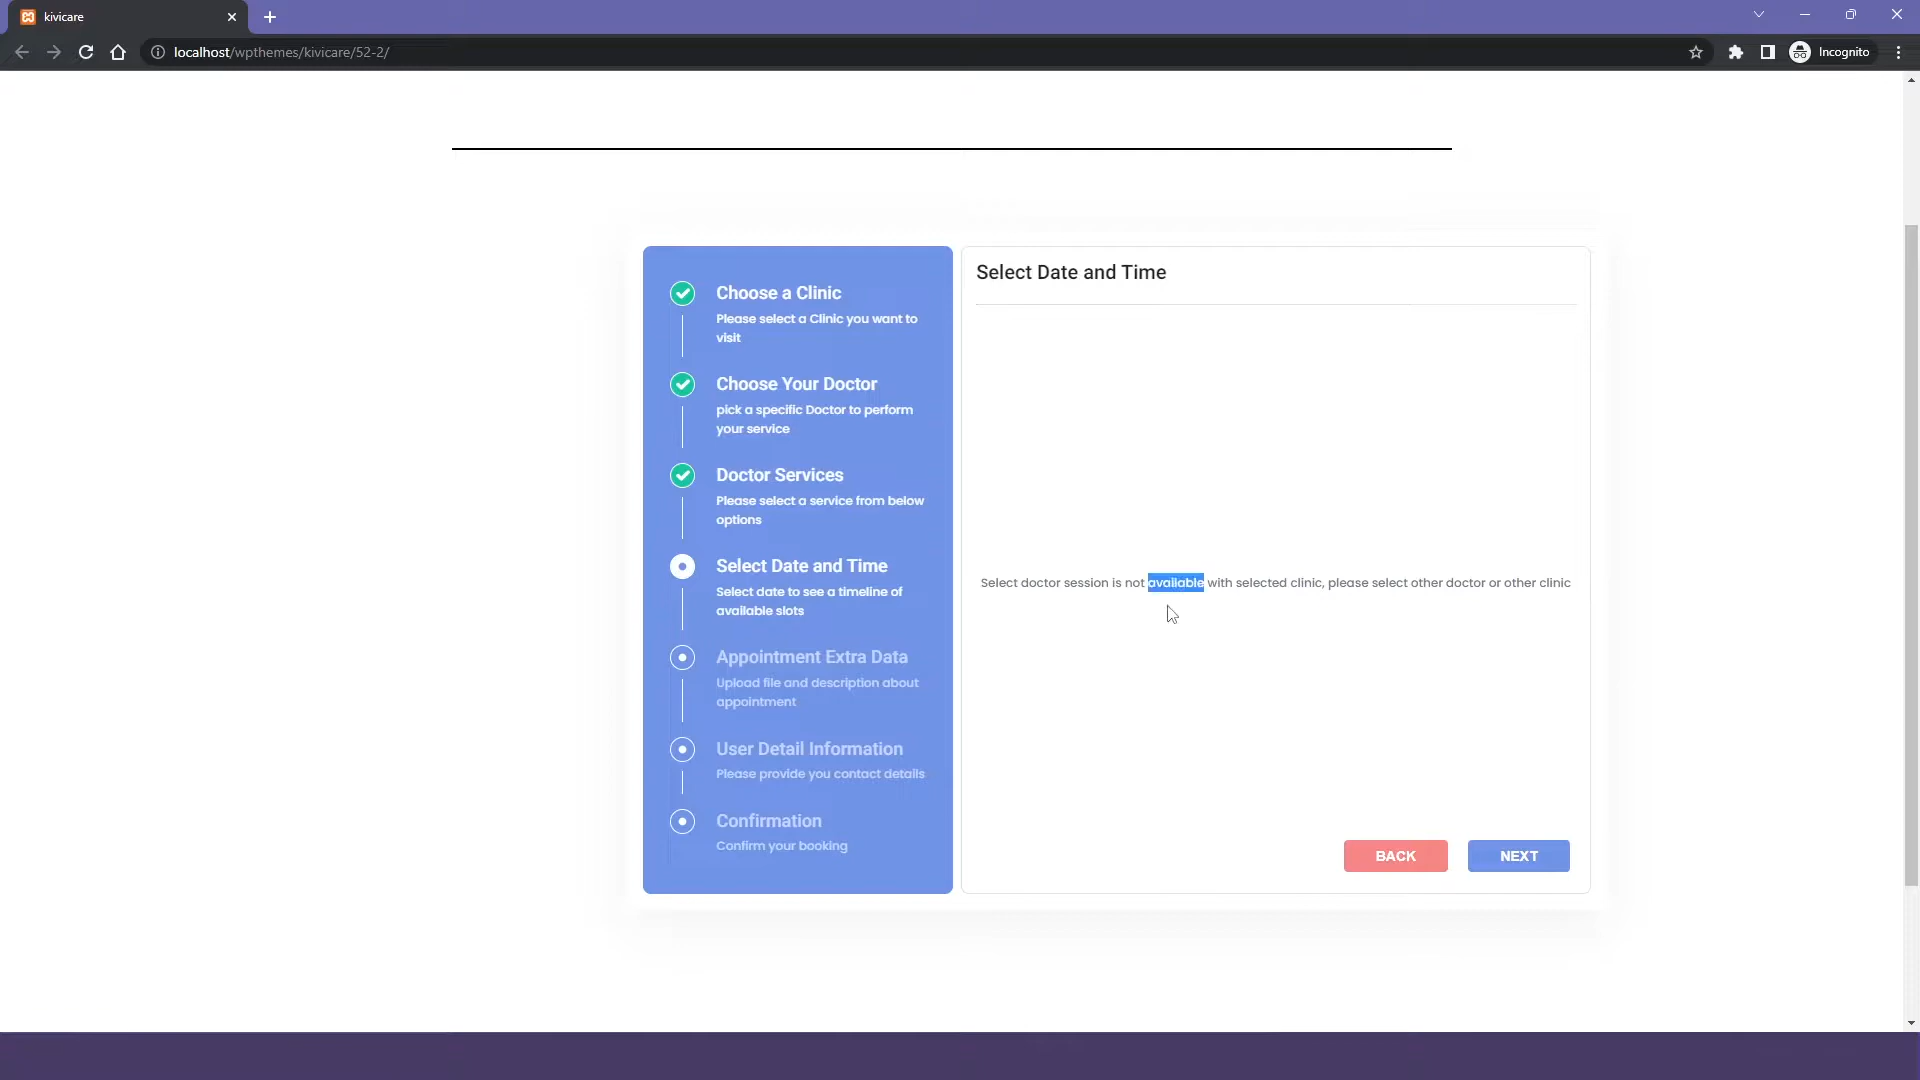 kivicare
localhost/wpthemes/kivicare/52-2/
Incognito
Choose a Clinic
Please select a Clinic you want to
visit
Choose Your Doctor
pick a specific Doctor to perform
your service
Doctor Services
Please select a service from below
options
Select Date and Time
Select date to see a timeline of
available slots
Appointment Extra Data
Upload file and description about
appointment
User Detail Information
Please provide you contact details
Confirmation
Confirm your booking
Select Date and Time
Select doctor session is not available with selected clinic, please select other doctor or other clinic
BACK
NEXT